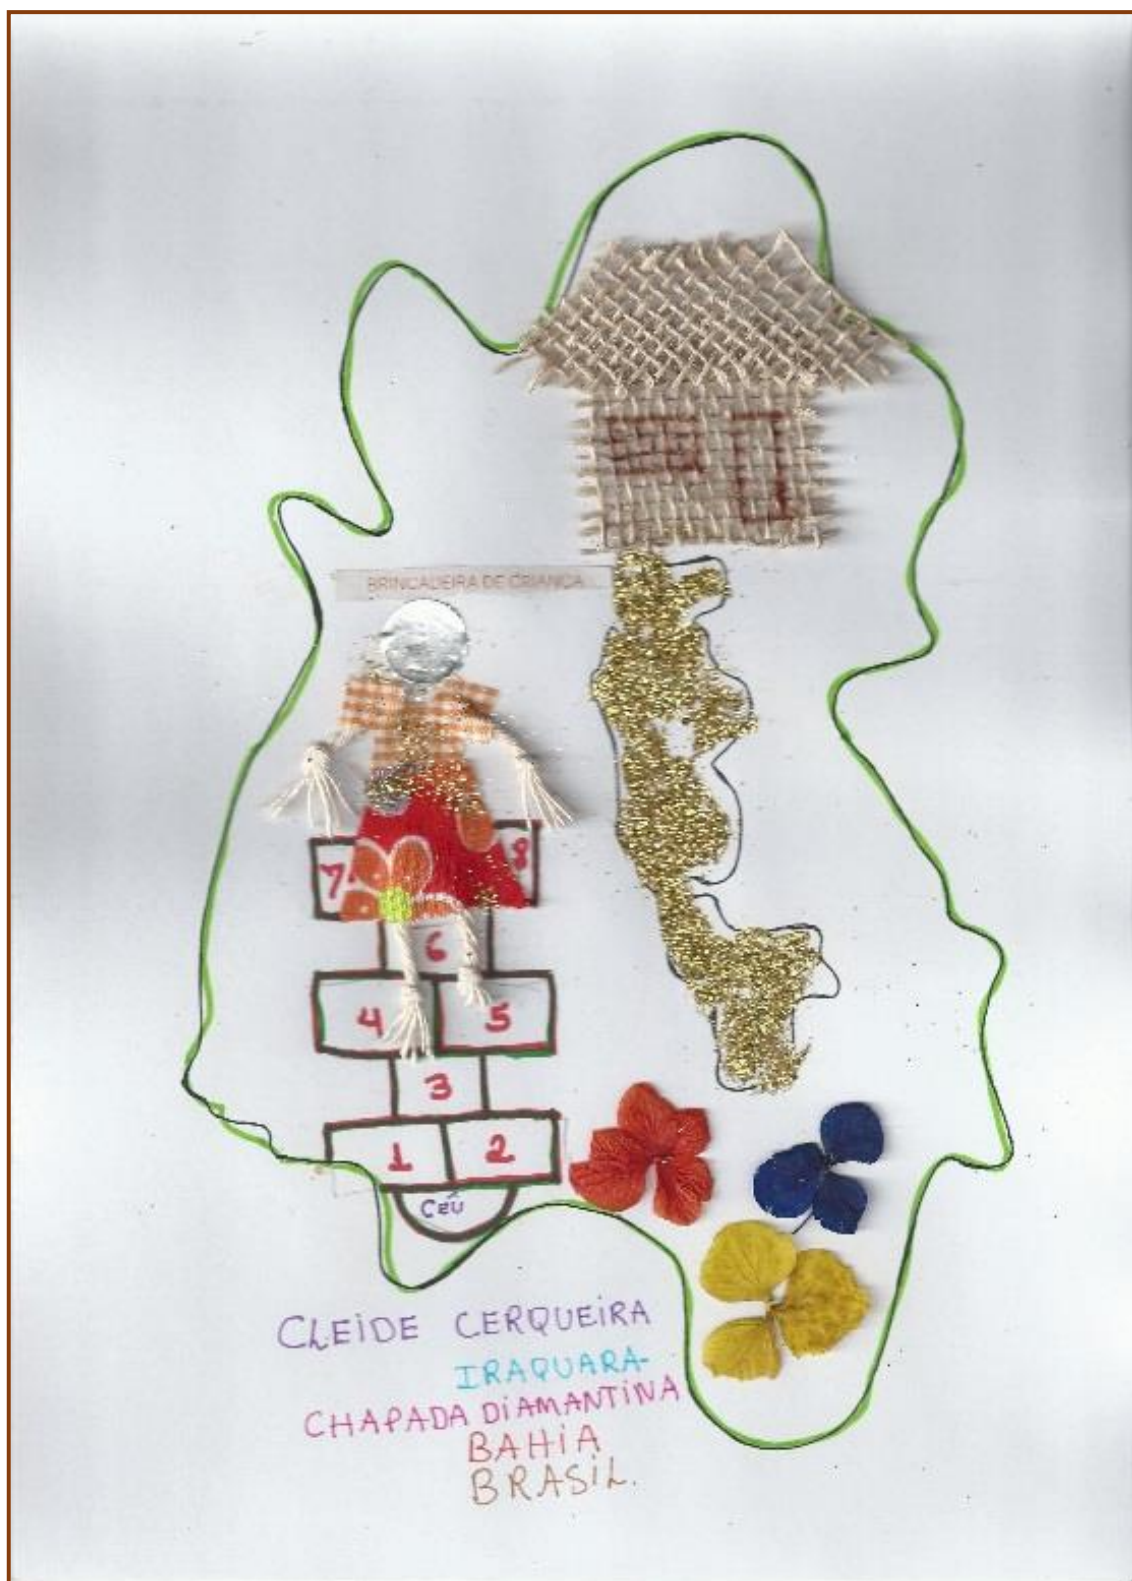 BRINCADEIRA DE CRIANÇA
7 8
6
4 5
3
1 2
Céu
CLEIDE CERQUEIRA
IRAQUARA-
CHAPADA DIAMANTINA
BAHIA
BRASIL.